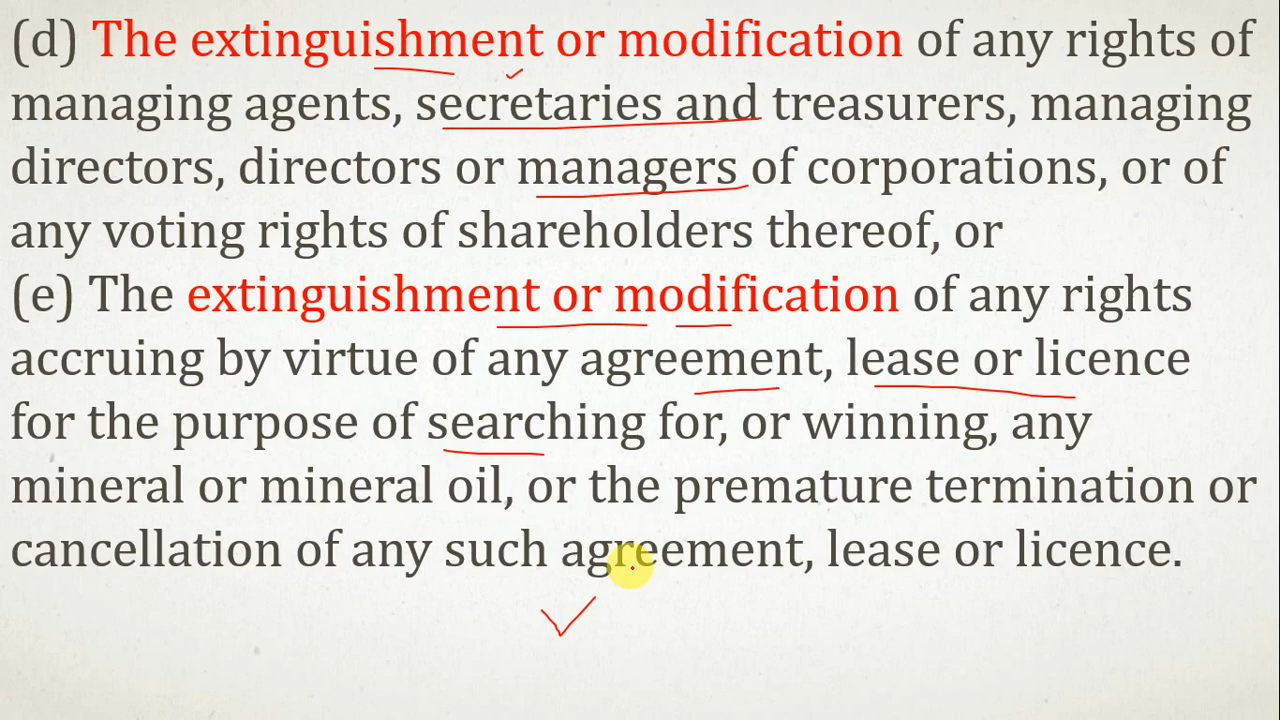 (d) The extinguishment or modification of any rights of
managing agents, secretaries and treasurers, managing
directors, directors or managers of corporations, or of
any voting rights of shareholders thereof, or
(e) The extinguishment or modification of any rights
accruing by virtue of any agreement, lease or licence
for the purpose of searching for, or winning, any
mineral or mineral oil, or the premature termination or
cancellation of any such agreement, lease or licence.